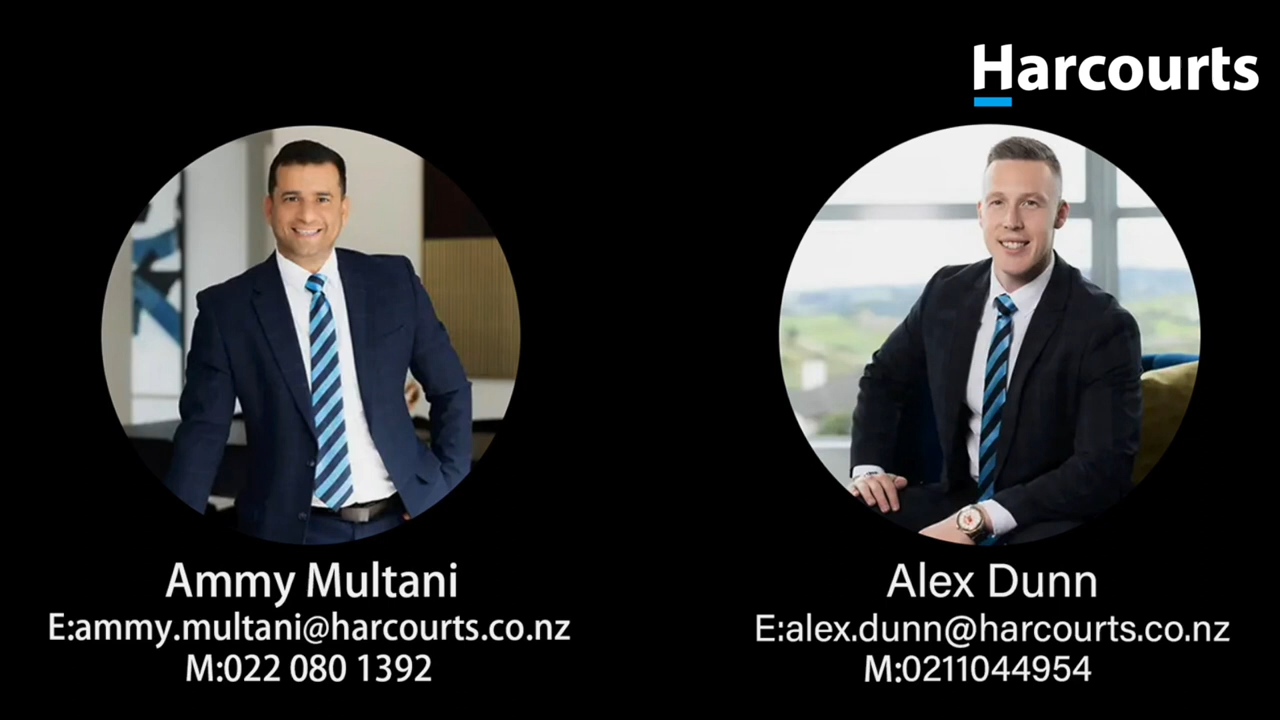 Harcourts
Ammy Multani
E:ammy.multani@harcourts.co.nz
M:022 080 1392
Alex Dunn
E:alex.dunn@harcourts.co.nz
M:0211044954